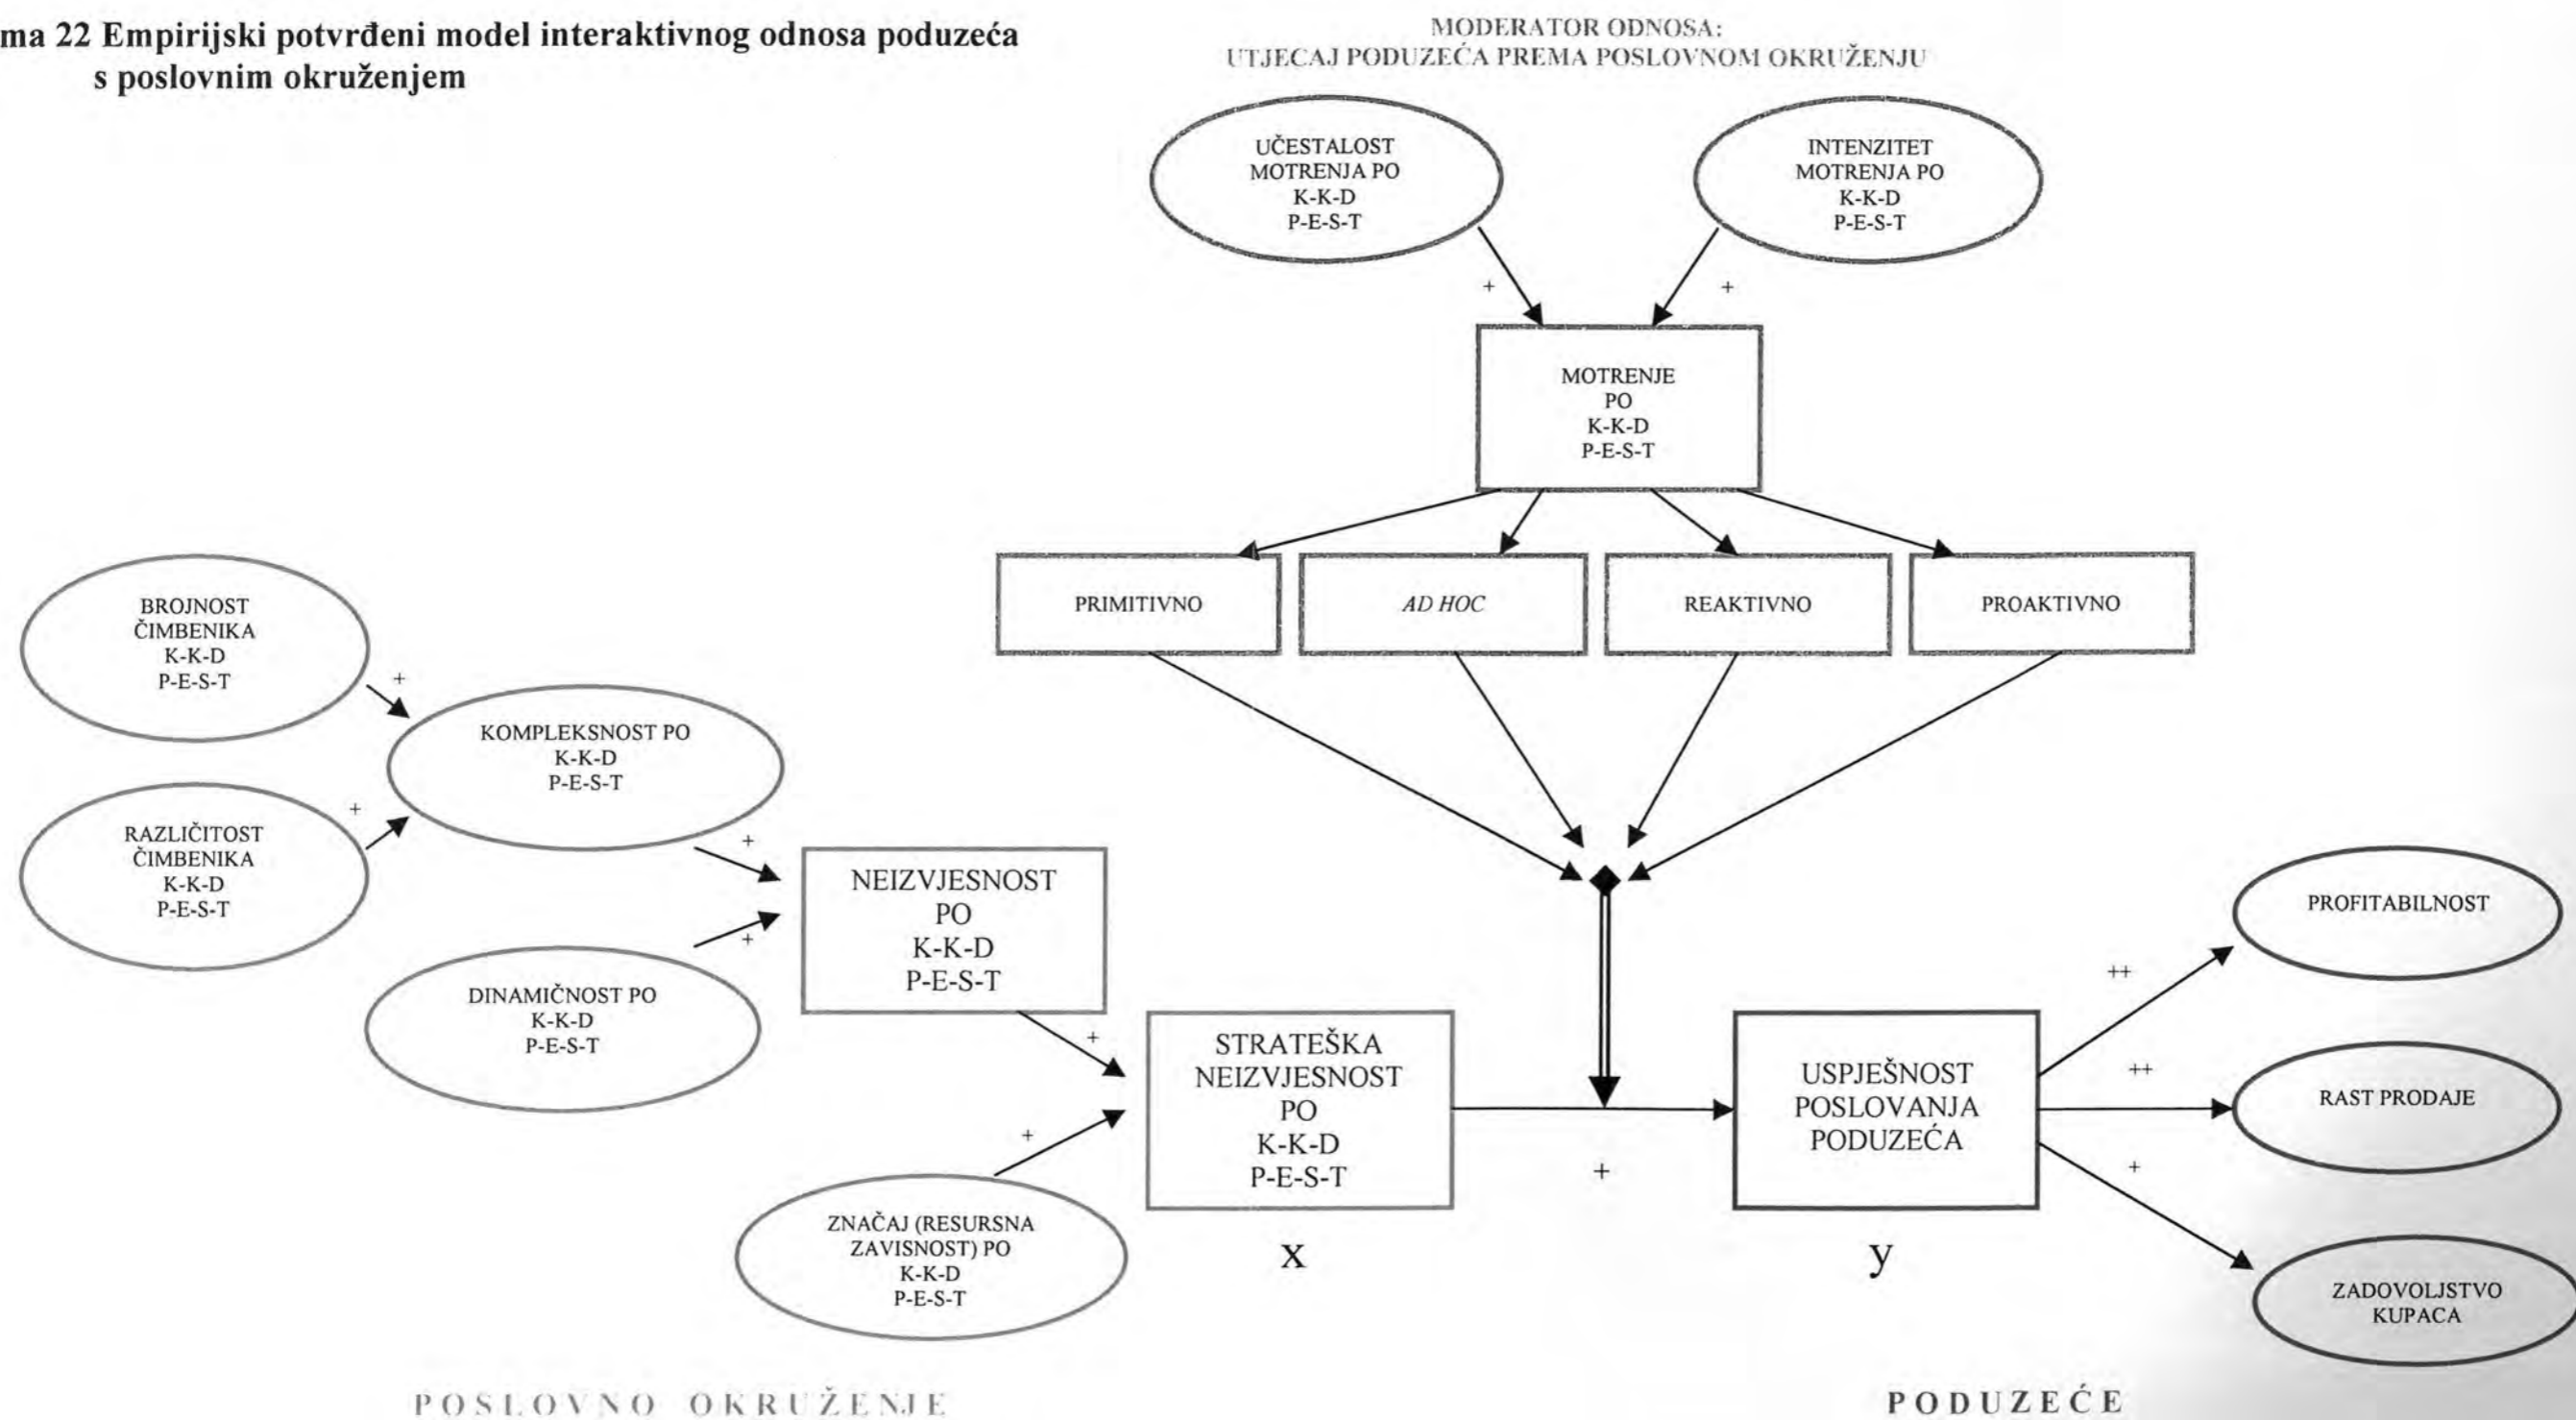 ma 22 Empirijski potvrđeni model interaktivnog odnosa poduzeća
s poslovnim okruženjem
MODERATOR ODNOSA:
UTJECAJ PODUZEĆA PREMA POSLOVNOM OKRUŽENJU
UČESTALOST
MOTRENJA PO
K-K-D
P-E-S-T
INTENZITET
MOTRENJA PO
K-K-D
P-E-S-T
+
+
MOTRENJE
PO
K-K-D
P-E-S-T
PRIMITIVNO
AD HOC
REAKTIVNO
PROAKTIVNO
BROJNOST
ČIMBENIKA
K-K-D
P-E-S-T
+
KOMPLEKSNOST PO
K-K-D
P-E-S-T
RAZLIČITOST
ČIMBENIKA
K-K-D
P-E-S-T
+
+
NEIZVJESNOST
PO
K-K-D
P-E-S-T
+
DINAMIČNOST PO
K-K-D
P-E-S-T
+
STRATEŠKA
NEIZVJESNOST
PO
K-K-D
P-E-S-T
+
ZNAČAJ (RESURSNA
ZAVISNOST) PO
K-K-D
P-E-S-T
x
+
USPJEŠNOST
POSLOVANJA
PODUZEĆA
y
++
PROFITABILNOST
++
RAST PRODAJE
+
ZADOVOLJSTVO
KUPACA
POSLOVNO OKRUŽENJE
PODUZEĆE